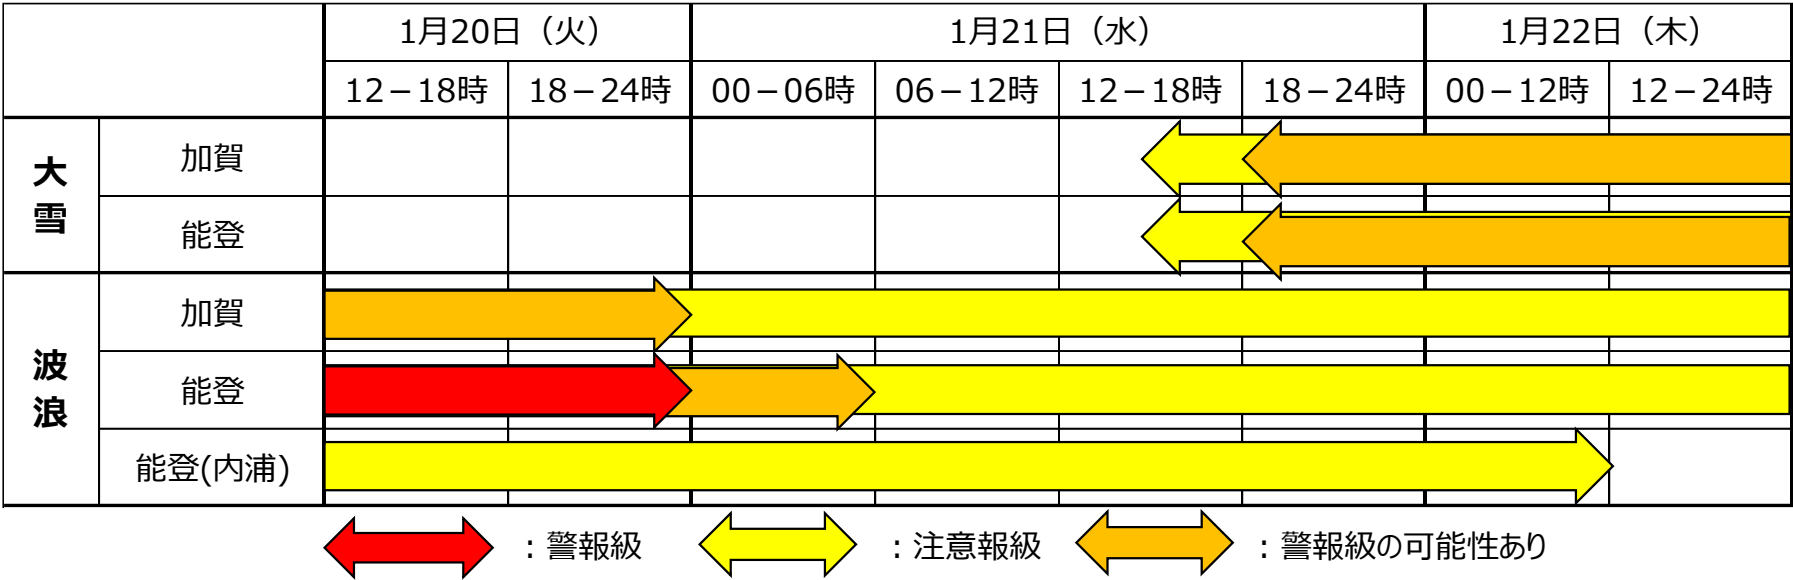 1月20日（火） 1月21日（水） 1月22日（木）
12－18時 18－24時 00－06時 06－12時 12－18時 18－24時 00－12時 12－24時
大雪
加賀
能登
波浪
加賀
能登
能登(内浦)
：警報級 ：注意報級 ：警報級の可能性あり